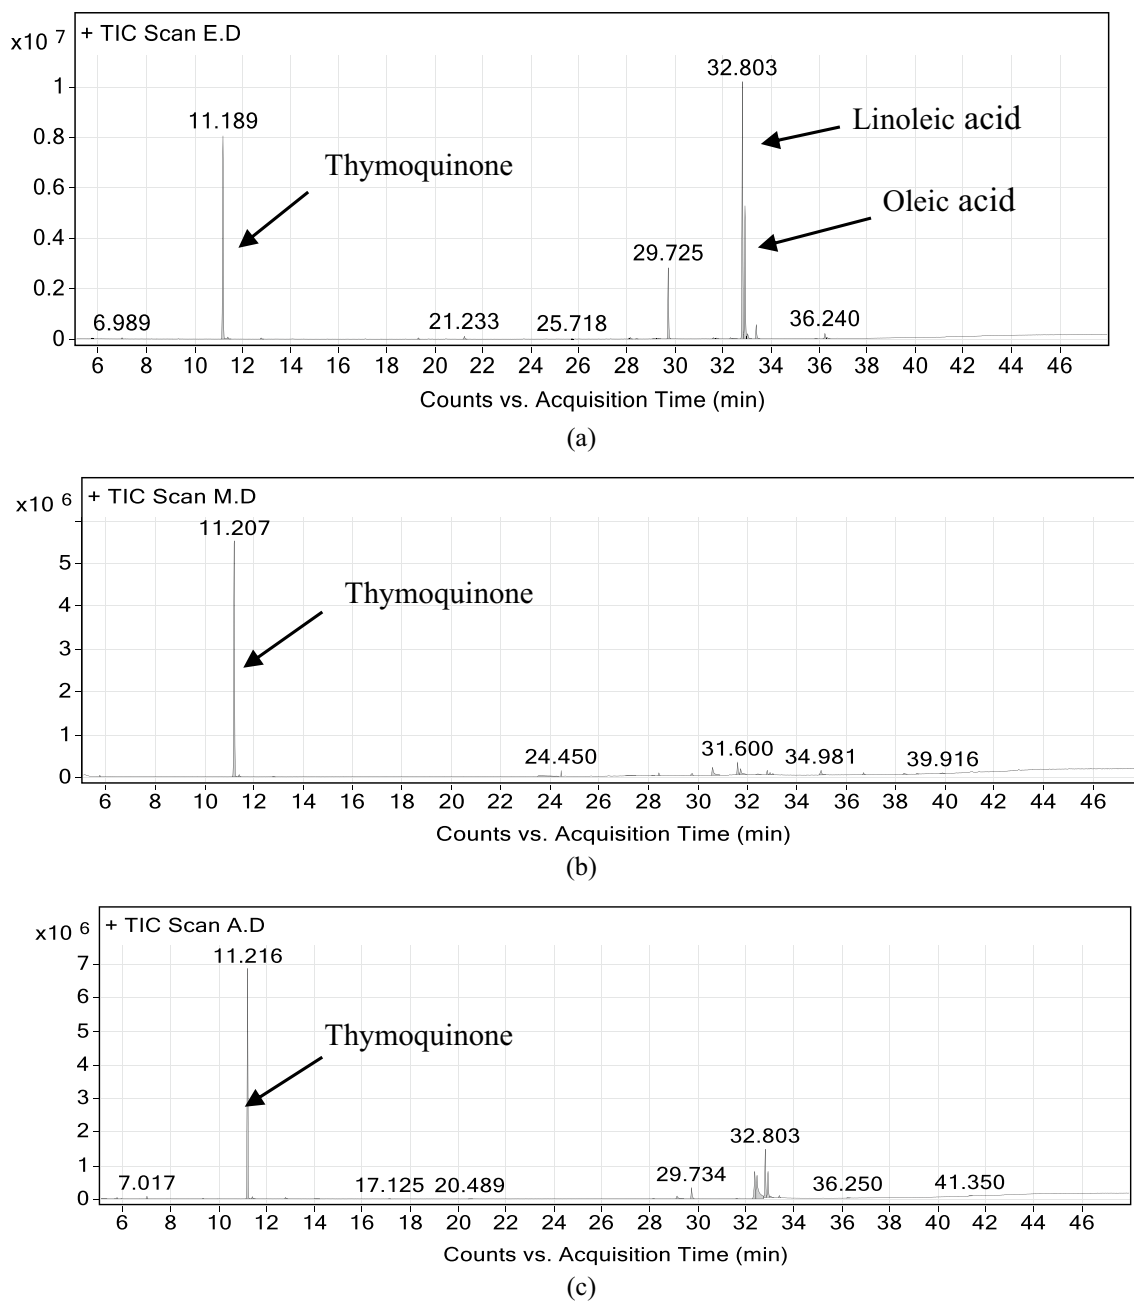 x10 7
+ TIC Scan E.D
32.803
1
11.189
Linoleic acid
0.8
Thymoquinone
0.6
Oleic acid
0.4
29.725
0.2
6.989
21.233
25.718
36.240
0
6 8 10 12 14 16 18 20 22 24 26 28 30 32 34 36 38 40 42 44 46
Counts vs. Acquisition Time (min)
(a)
x10 6
+ TIC Scan M.D
11.207
5
Thymoquinone
4
3
2
1
24.450
31.600
34.981
39.916
0
6 8 10 12 14 16 18 20 22 24 26 28 30 32 34 36 38 40 42 44 46
Counts vs. Acquisition Time (min)
(b)
x10 6
+ TIC Scan A.D
11.216
7
6
Thymoquinone
5
4
3
2
32.803
1
7.017
17.125
20.489
29.734
36.250
41.350
0
6 8 10 12 14 16 18 20 22 24 26 28 30 32 34 36 38 40 42 44 46
Counts vs. Acquisition Time (min)
(c)